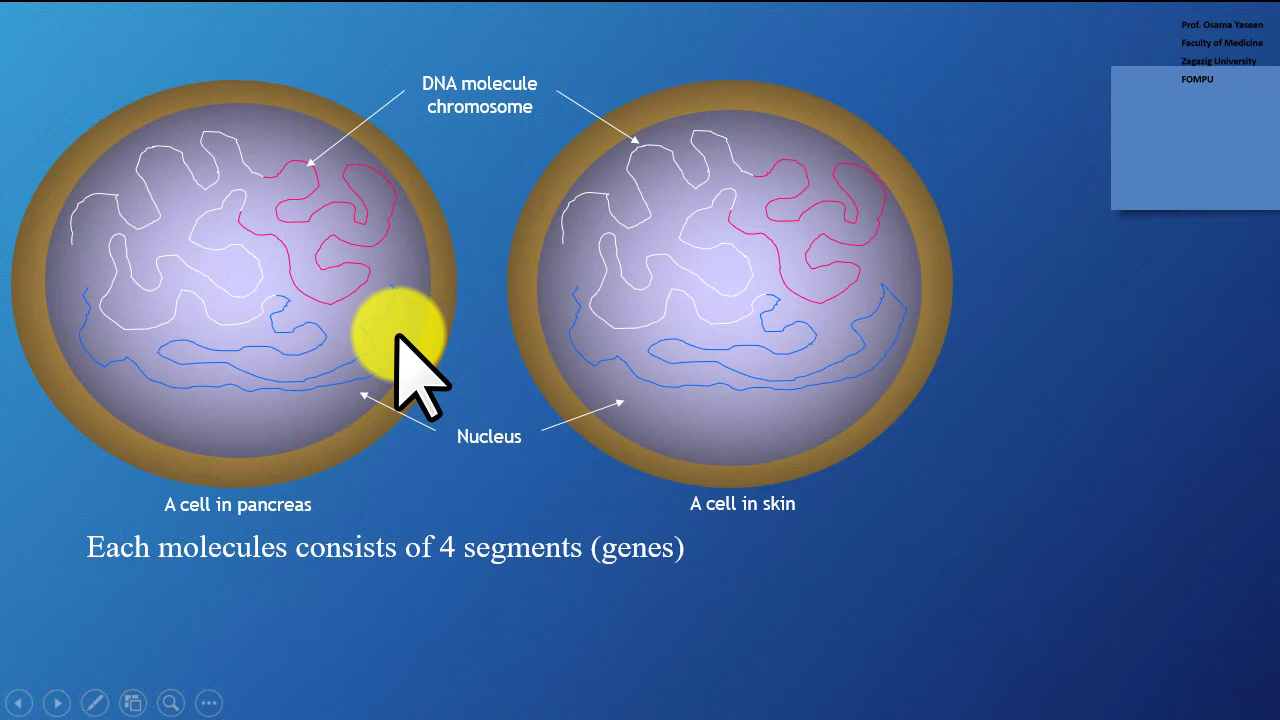 Prof. Osama Yaseen
Faculty of Medicine
Zagazig University
FOMPU
DNA molecule
chromosome
Nucleus
A cell in pancreas
A cell in skin
Each molecules consists of 4 segments (genes)